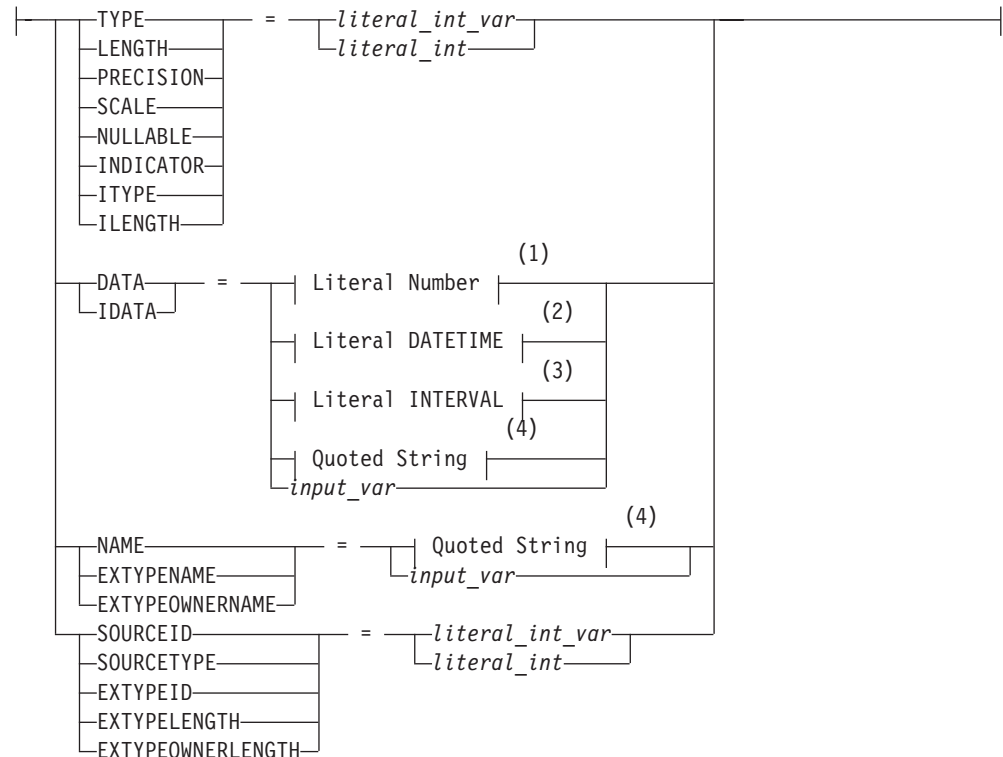 TYPE = literal_int_var
LENGTH literal_int
PRECISION
SCALE
NULLABLE
INDICATOR
ITYPE
ILENGTH
(1)
DATA = Literal Number
IDATA (2)
Literal DATETIME
(3)
Literal INTERVAL
(4)
Quoted String
input_var
(4)
NAME = Quoted String
EXTYPENAME input_var
EXTYPEOWNERNAME
SOURCEID = literal_int_var
SOURCETYPE literal_int
EXTYPEID
EXTYPELENGTH
EXTYPEOWNERLENGTH